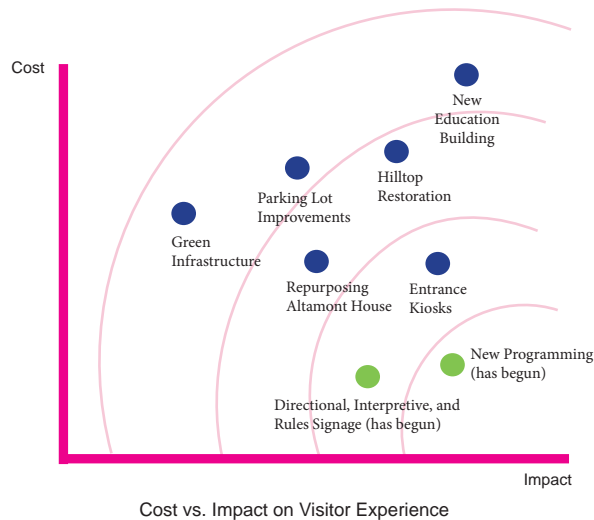 Cost
New
Education
Building
Hilltop
Restoration
Parking Lot
Improvements
Green
Infrastructure
Repurposing
Altamont House
Entrance
Kiosks
New Programming
(has begun)
Directional, Interpretive, and
Rules Signage (has begun)
Impact
Cost vs. Impact on Visitor Experience